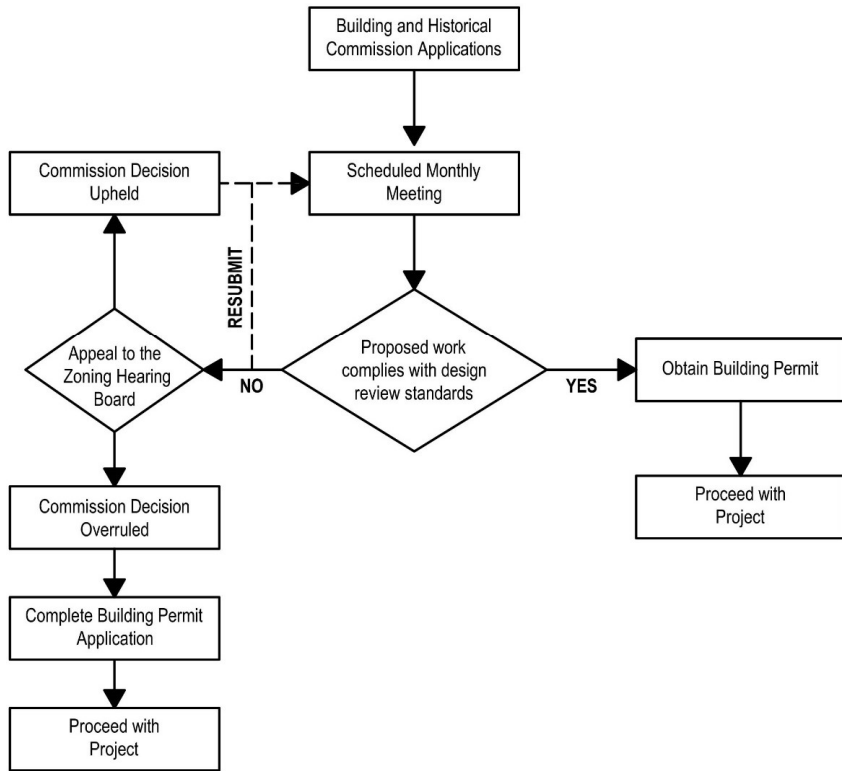 Building and Historical
Commission Applications
Commission Decision
Upheld
Scheduled Monthly
Meeting
RESUBMIT
Appeal to the
Zoning Hearing
Board
NO
Proposed work
complies with design
review standards
YES
Obtain Building Permit
Commission Decision
Overruled
Proceed with
Project
Complete Building Permit
Application
Proceed with
Project